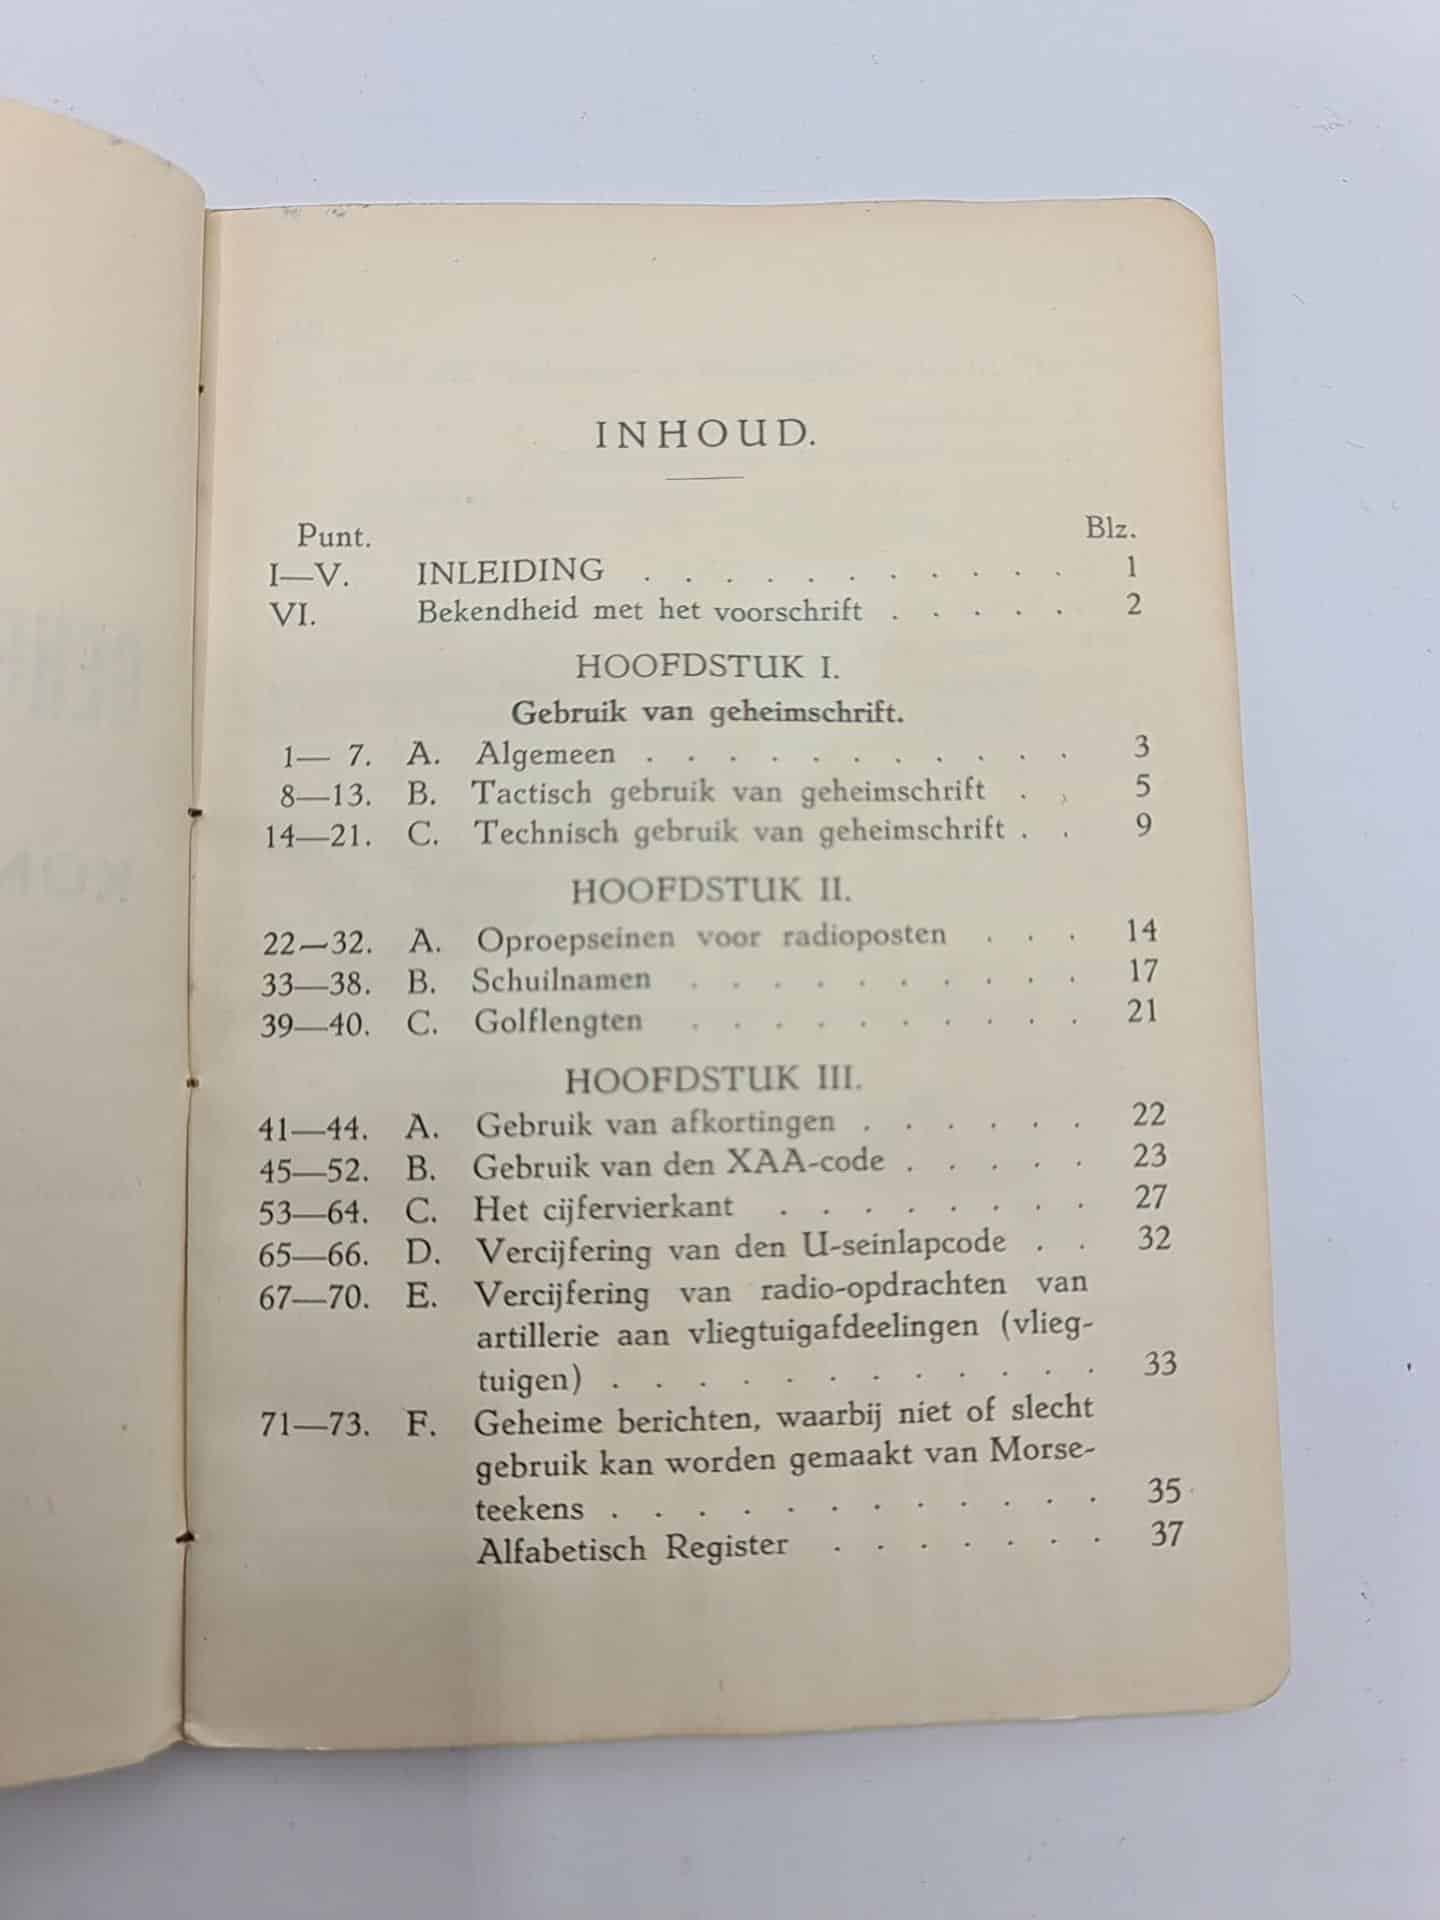 INHOUD.
Punt. Blz.
I—V. INLEIDING . . . . . . . . . . . 1
VI. Bekendheid met het voorschrift . . . . . 2
HOOFDSTUK I.
Gebruik van geheimschrift.
1— 7. A. Algemeen . . . . . . . . . . . 3
8—13. B. Tactisch gebruik van geheimschrift . . 5
14—21. C. Technisch gebruik van geheimschrift . . 9
HOOFDSTUK II.
22—32. A. Oproepseinen voor radioposten . . . 14
33—38. B. Schuilnamen . . . . . . . . . . 17
39—40. C. Golflengten . . . . . . . . . . 21
HOOFDSTUK III.
41—44. A. Gebruik van afkortingen . . . . . . 22
45—52. B. Gebruik van den XAA-code . . . . . 23
53—64. C. Het cijfervierkant . . . . . . . . 27
65—66. D. Vercijfering van den U-seinlapcode . . 32
67—70. E. Vercijfering van radio-opdrachten van
artillerie aan vliegtuigafdeelingen (vlieg-
tuigen) . . . . . . . . . . . . 33
71—73. F. Geheime berichten, waarbij niet of slecht
gebruik kan worden gemaakt van Morse-
teekens . . . . . . . . . . . . 35
Alfabetisch Register . . . . . . . 37